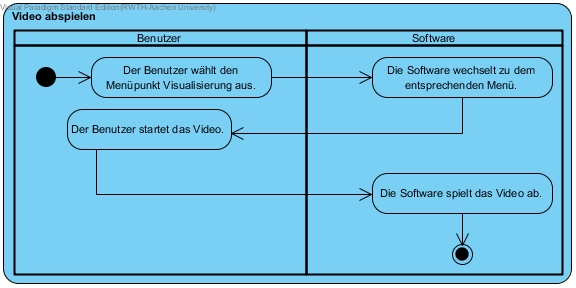 Visual Paradigm Standard Edition(RWTH-Aachen University)
Video abspielen
Benutzer
Software
Der Benutzer wählt den
Menüpunkt Visualisierung aus.
Die Software wechselt zu dem
entsprechenden Menü.
Der Benutzer startet das Video.
Die Software spielt das Video ab.